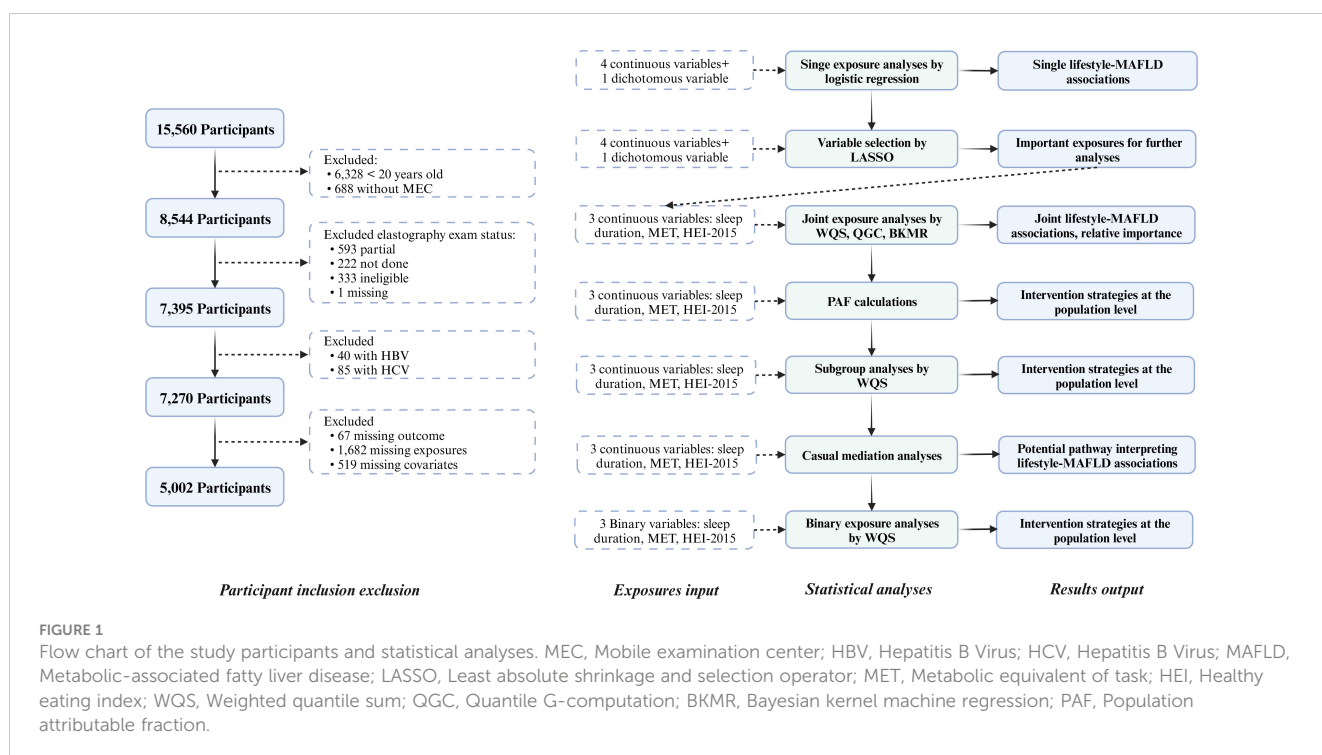 15,560 Participants
Excluded:
• 6,328 < 20 years old
• 688 without MEC
8,544 Participants
Excluded elastography exam status:
• 593 partial
• 222 not done
• 333 ineligible
• 1 missing
7,395 Participants
Excluded
• 40 with HBV
• 85 with HCV
7,270 Participants
Excluded
• 67 missing outcome
• 1,682 missing exposures
• 519 missing covariates
5,002 Participants
Participant inclusion exclusion
4 continuous variables+
1 dichotomous variable
Singe exposure analyses by
logistic regression
Single lifestyle-MAFLD
associations
4 continuous variables+
1 dichotomous variable
Variable selection by
LASSO
Important exposures for further
analyses
3 continuous variables: sleep
duration, MET, HEI-2015
Joint exposure analyses by
WQS, QGC, BKMR
Joint lifestyle-MAFLD
associations, relative importance
3 continuous variables: sleep
duration, MET, HEI-2015
PAF calculations
Intervention strategies at the
population level
3 continuous variables: sleep
duration, MET, HEI-2015
Subgroup analyses by
WQS
Intervention strategies at the
population level
3 continuous variables: sleep
duration, MET, HEI-2015
Casual mediation analyses
Potential pathway interpreting
lifestyle-MAFLD associations
3 Binary variables: sleep
duration, MET, HEI-2015
Binary exposure analyses
by WQS
Intervention strategies at the
population level
Exposures input
Statistical analyses
Results output
FIGURE 1
Flow chart of the study participants and statistical analyses. MEC, Mobile examination center; HBV, Hepatitis B Virus; HCV, Hepatitis B Virus; MAFLD,
Metabolic-associated fatty liver disease; LASSO, Least absolute shrinkage and selection operator; MET, Metabolic equivalent of task; HEI, Healthy
eating index; WQS, Weighted quantile sum; QGC, Quantile G-computation; BKMR, Bayesian kernel machine regression; PAF, Population
attributable fraction.